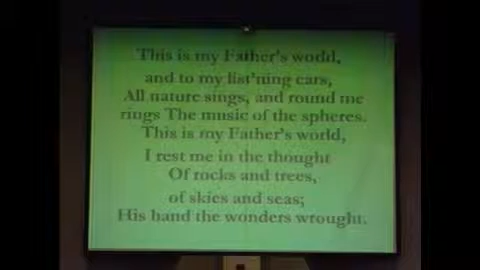 This is my Father's world,
and to my list'ning ears,
All nature sings, and round me
rings The music of the spheres.
This is my Father's world,
I rest me in the thought
Of rocks and trees,
of skies and seas;
His hand the wonders wrought.